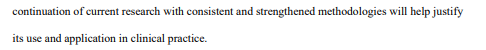 continuation of current research with consistent and strengthened methodologies will help justify
its use and application in clinical practice.